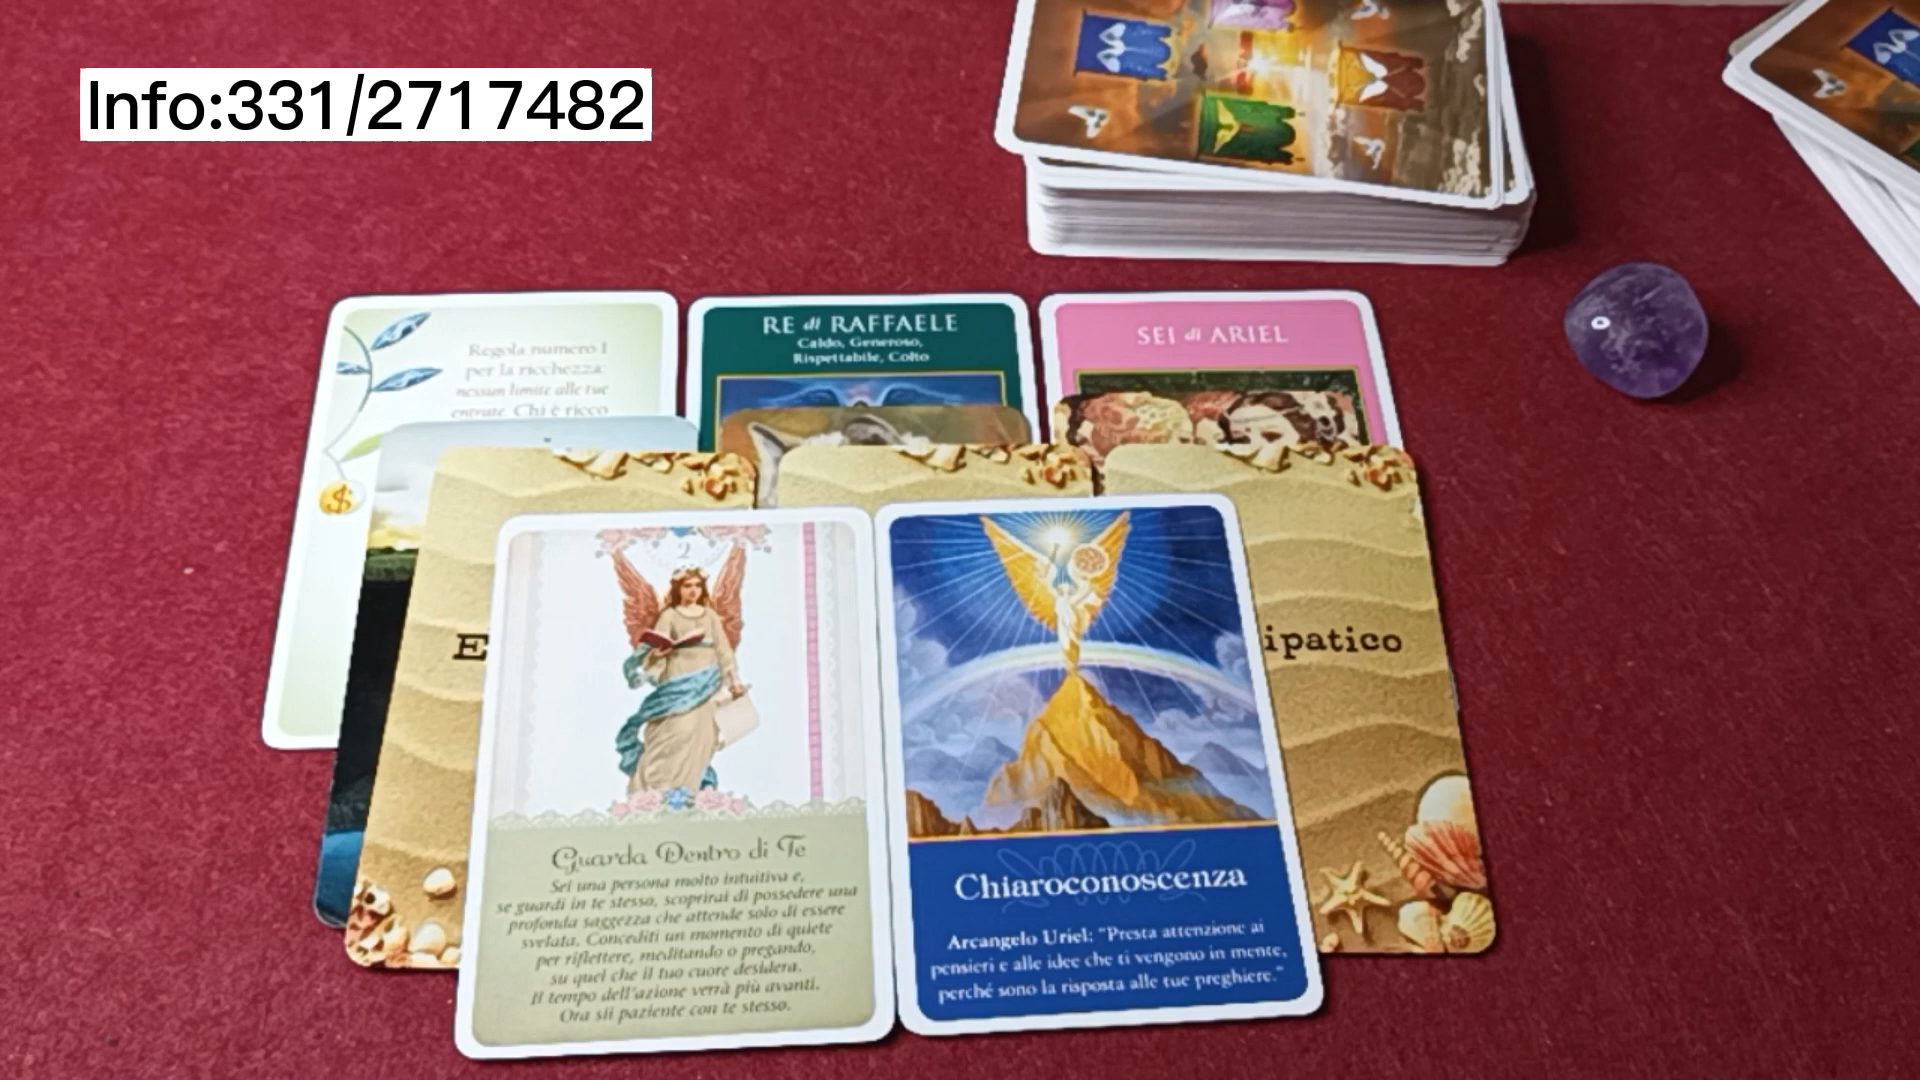 Info:331/2717482
Regola numero 1
per la ricchezza:
nessun limite alle tue
entrate. Chi è ricco
$
RE di RAFFAELE
Caldo, Generoso,
Rispettabile, Colto
SEI di ARIEL
E
ipatico
2
Guarda Dentro di Te
Sei una persona molto intuitiva e,
se guardi in te stesso, scoprirai di possedere una
profonda saggezza che attende solo di essere
svelata. Concediti un momento di quiete
per riflettere, meditando o pregando,
su quel che il tuo cuore desidera.
Il tempo dell'azione verrà più avanti.
Ora sii paziente con te stesso.
Chiaroconoscenza
Arcangelo Uriel: "Presta attenzione ai
pensieri e alle idee che ti vengono in mente,
perché sono la risposta alle tue preghiere."